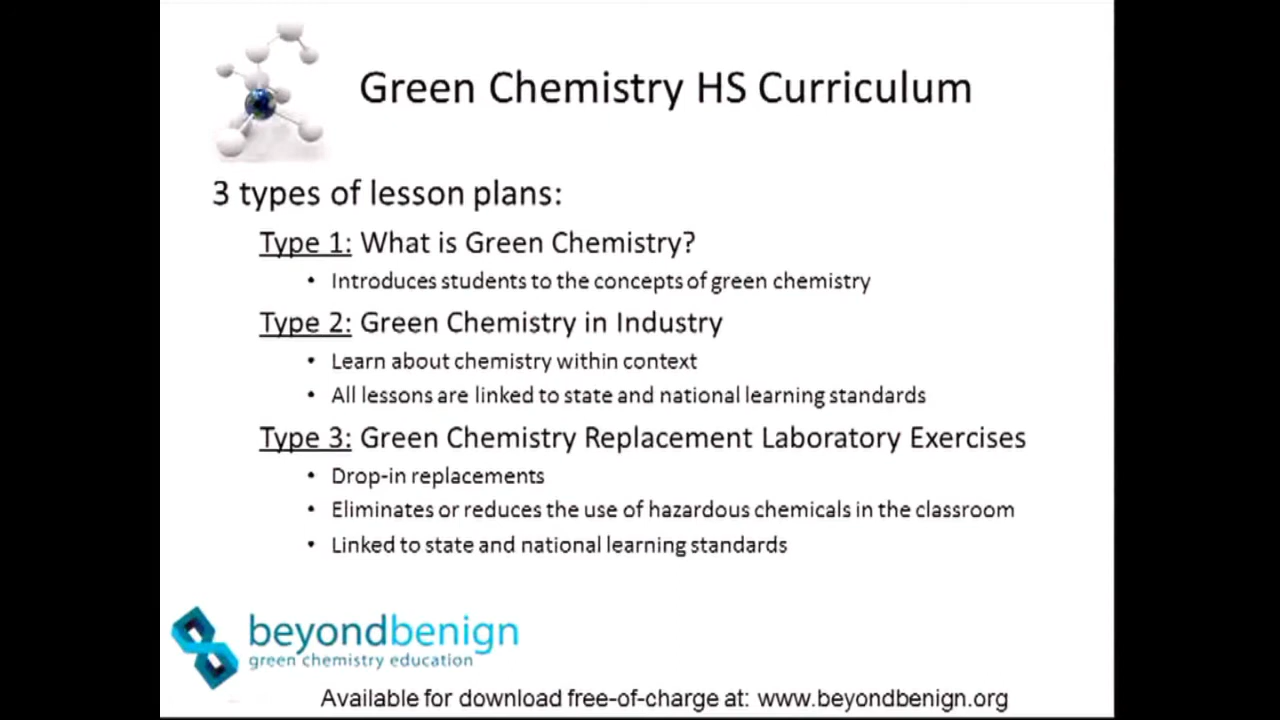 Green Chemistry HS Curriculum
3 types of lesson plans:
Type 1: What is Green Chemistry?
• Introduces students to the concepts of green chemistry
Type 2: Green Chemistry in Industry
• Learn about chemistry within context
• All lessons are linked to state and national learning standards
Type 3: Green Chemistry Replacement Laboratory Exercises
• Drop-in replacements
• Eliminates or reduces the use of hazardous chemicals in the classroom
• Linked to state and national learning standards
beyondbenign
green chemistry education
Available for download free-of-charge at: www.beyondbenign.org